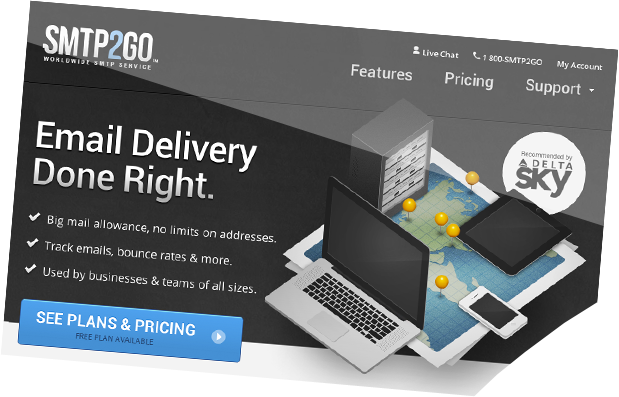 SMTP2GO™
WORLDWIDE SMTP SERVICE
Live Chat
1 800-SMTP2GO
My Account
Features
Pricing
Support
Email Delivery
Done Right.
Recommended by
DELTA
sky
Big mail allowance, no limits on addresses.
Track emails, bounce rates & more.
Used by businesses & teams of all sizes.
SEE PLANS & PRICING
FREE PLAN AVAILABLE